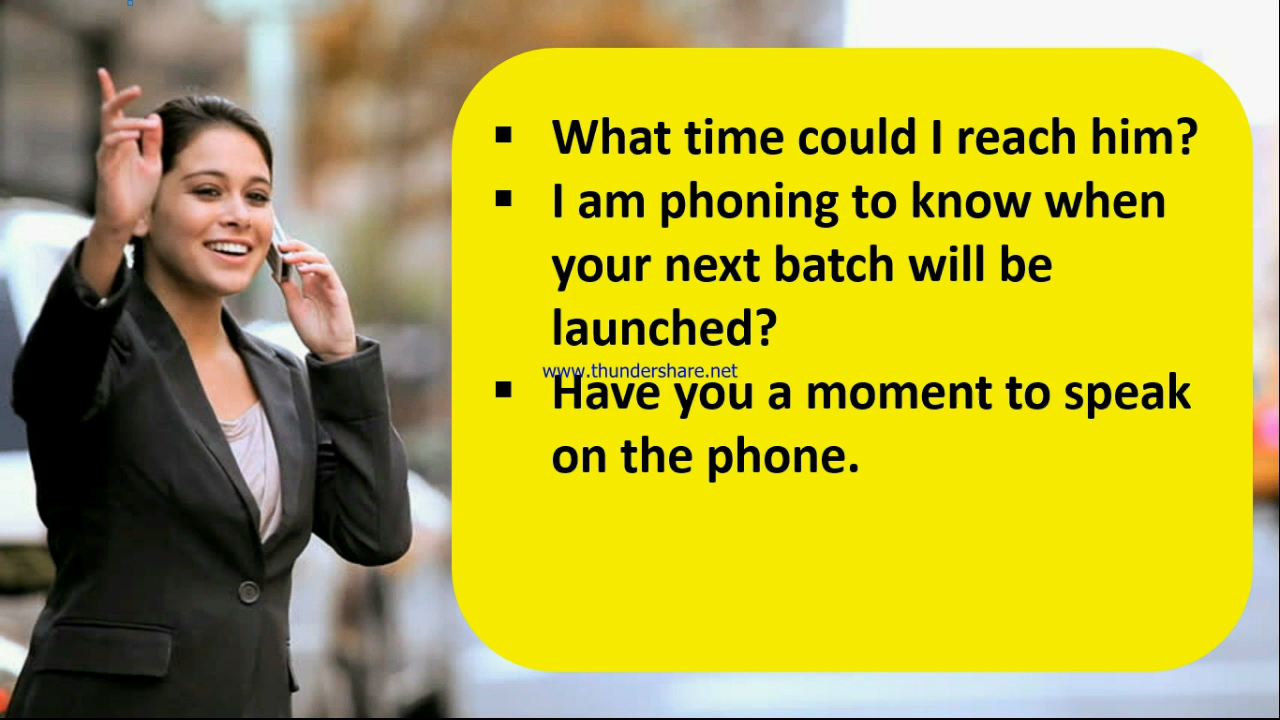 ▪ What time could I reach him?
▪ I am phoning to know when
your next batch will be
launched?
www.thundershare.net
▪ Have you a moment to speak
on the phone.